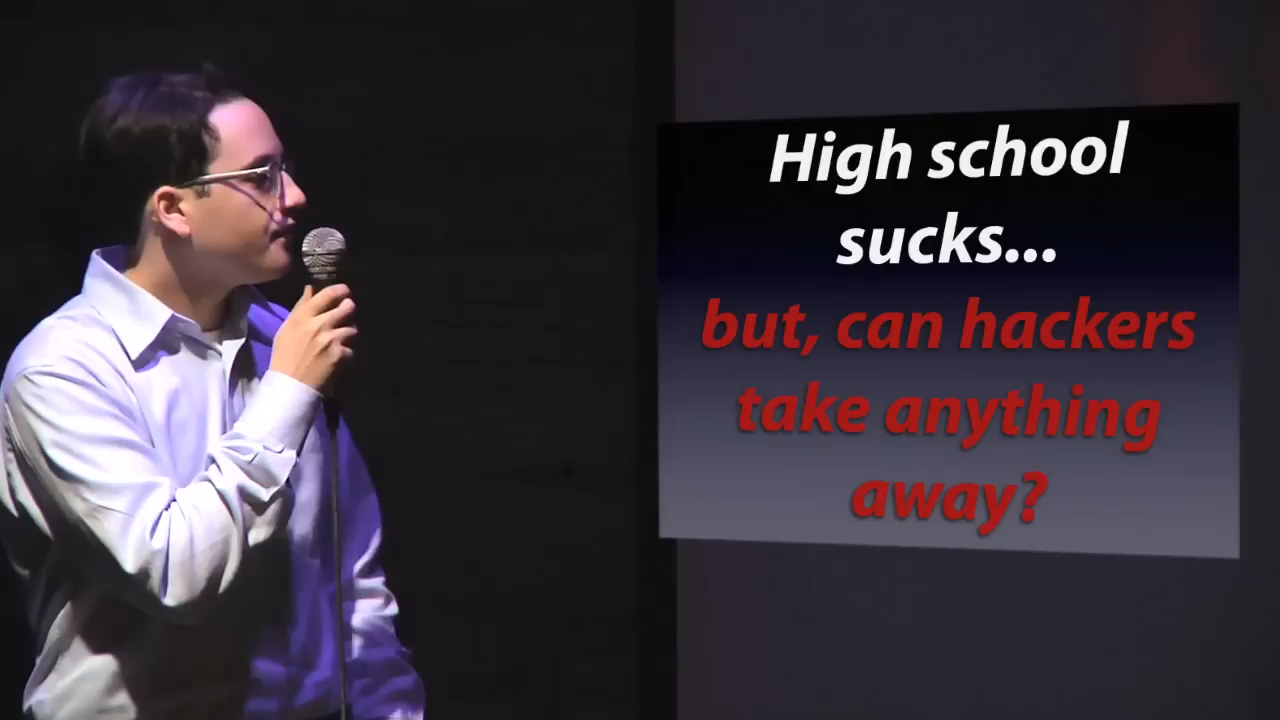 High school
sucks...
but, can hackers
take anything
away?